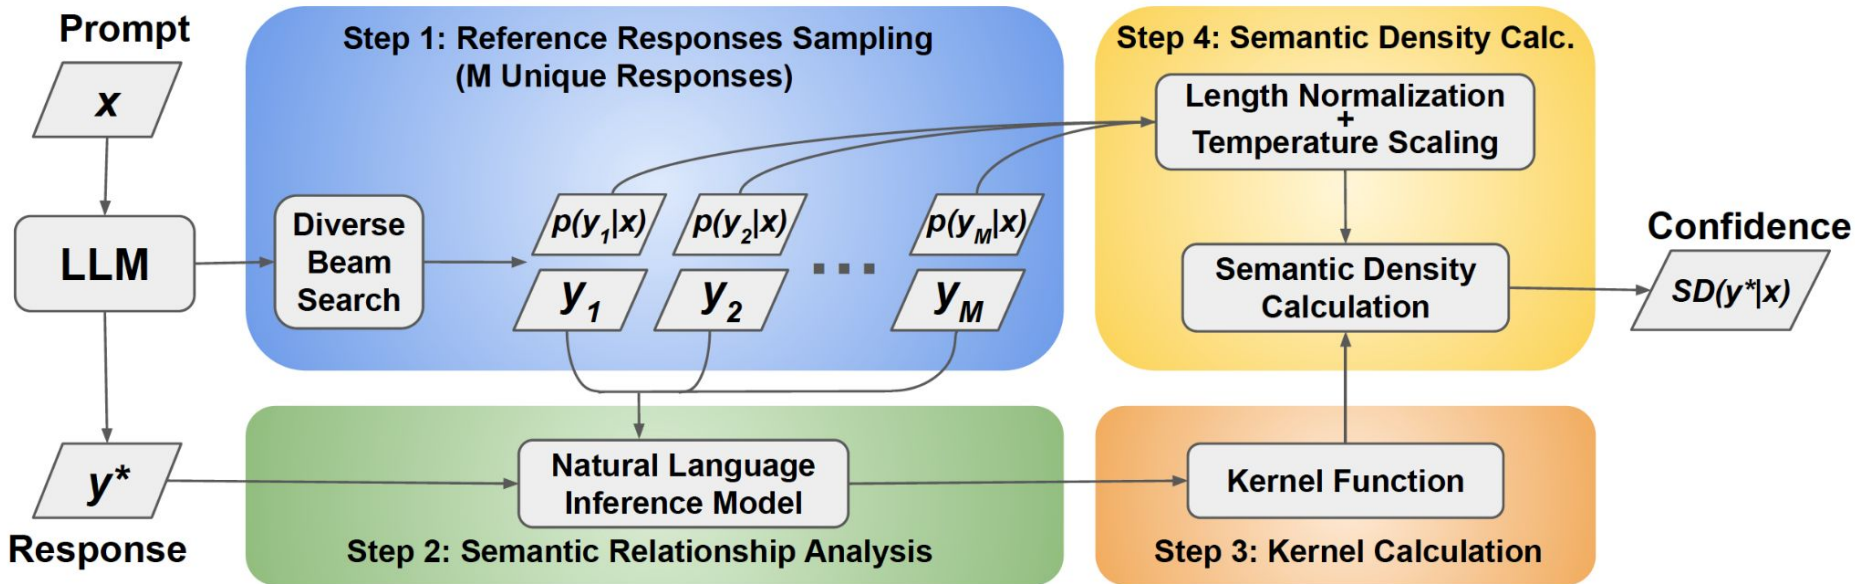 Prompt
x
LLM
y*
Response
Step 1: Reference Responses Sampling
(M Unique Responses)
Diverse
Beam
Search
p(y₁|x)
p(y₂|x)
p(y_M|x)
y₁
y₂
...
y_M
Natural Language
Inference Model
Step 2: Semantic Relationship Analysis
Kernel Function
Step 3: Kernel Calculation
Step 4: Semantic Density Calc.
Length Normalization
+
Temperature Scaling
Semantic Density
Calculation
Confidence
SD(y*|x)